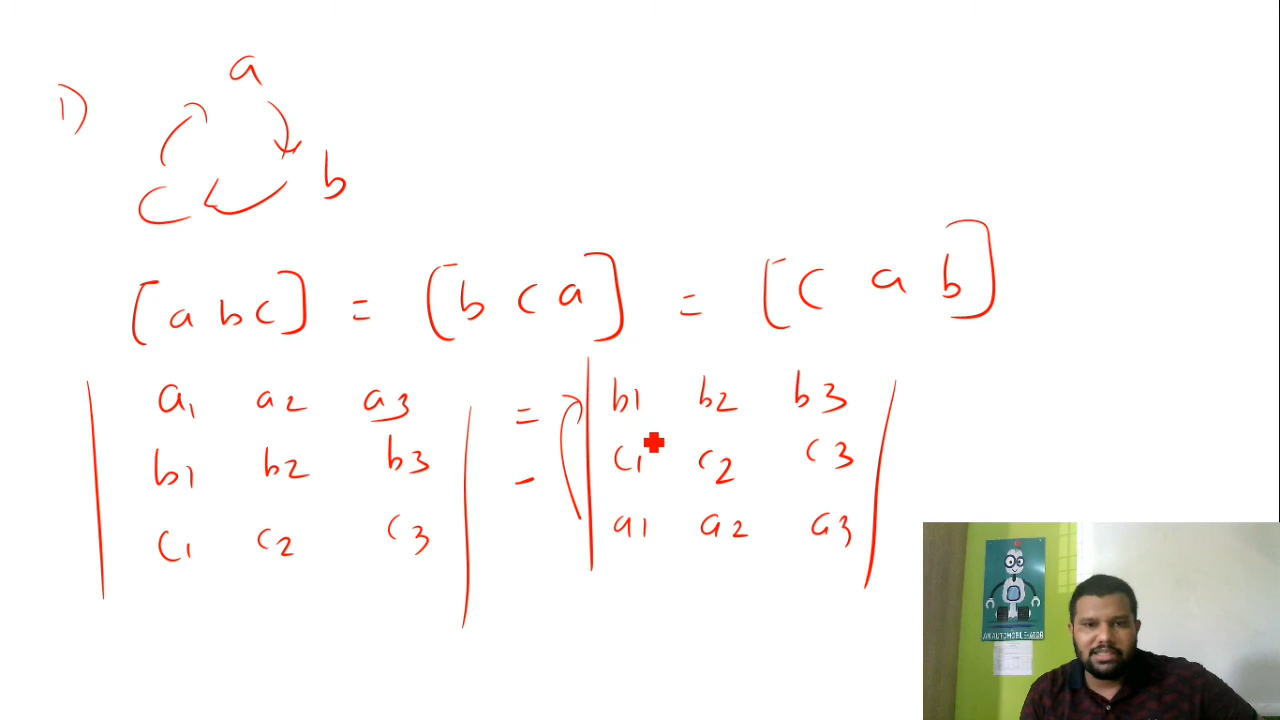 1)
a
c b
[a b c] = [b c a] = [c a b]
| a1 a2 a3 | = | b1 b2 b3 |
| b1 b2 b3 | - | c1 c2 c3 |
| c1 c2 c3 | | a1 a2 a3 |